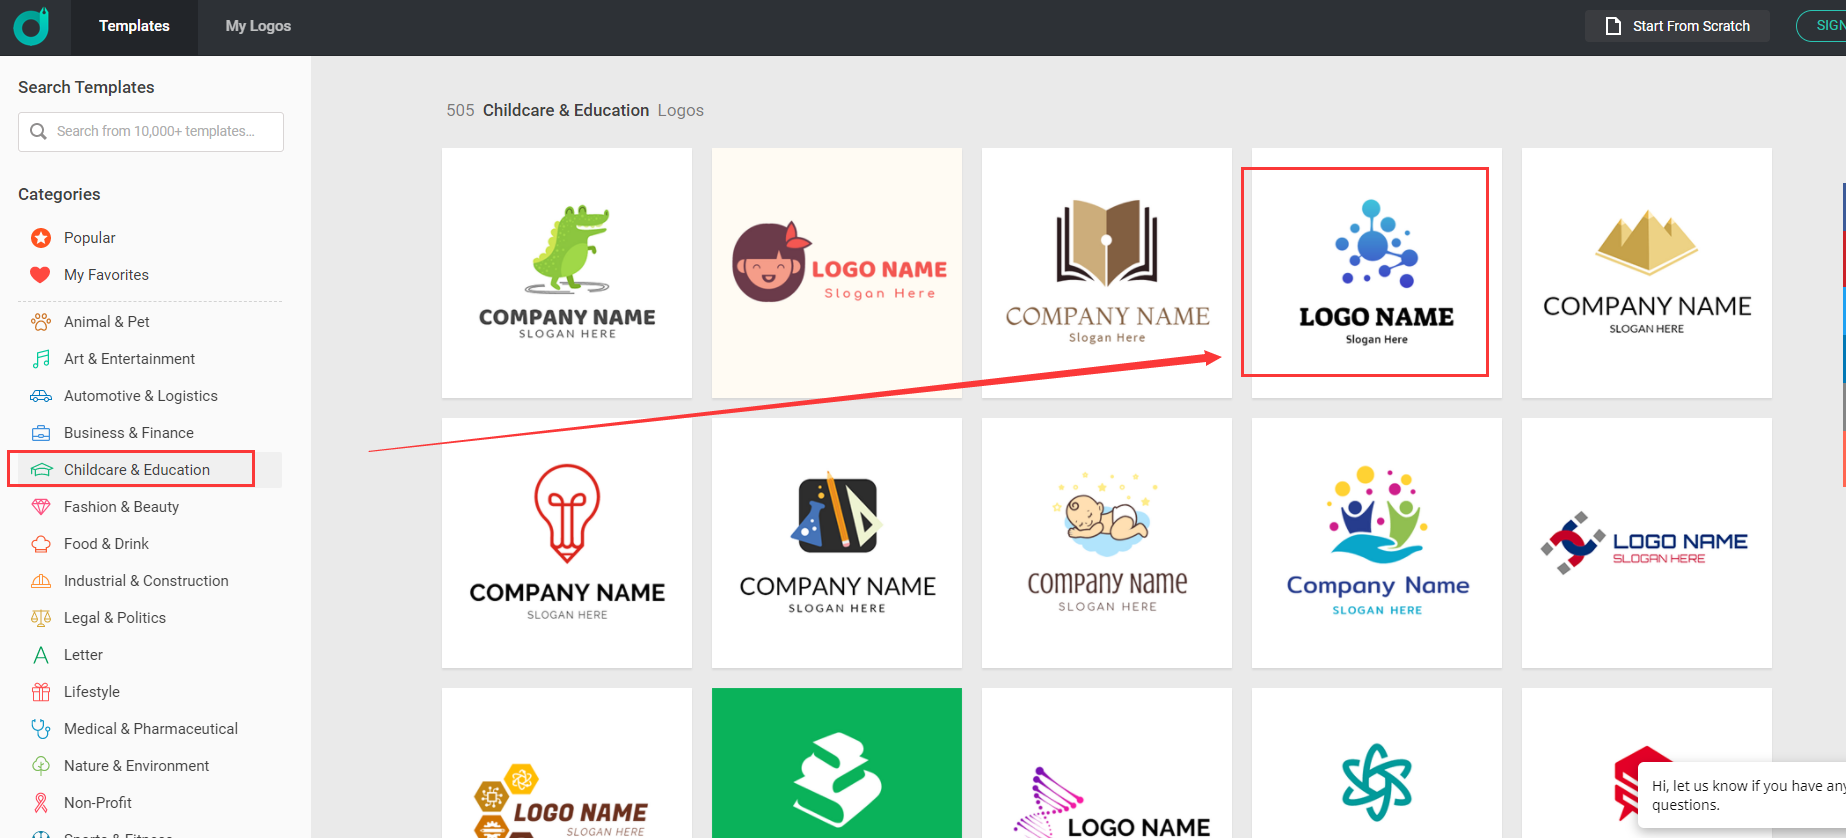 Templates
My Logos
Start From Scratch
SIGN
Search Templates
Search from 10,000+ templates...
Categories
Popular
My Favorites
Animal & Pet
Art & Entertainment
Automotive & Logistics
Business & Finance
Childcare & Education
Fashion & Beauty
Food & Drink
Industrial & Construction
Legal & Politics
Letter
Lifestyle
Medical & Pharmaceutical
Nature & Environment
Non-Profit
505 Childcare & Education Logos
COMPANY NAME
SLOGAN HERE
LOGO NAME
Slogan Here
COMPANY NAME
Slogan Here
LOGO NAME
Slogan Here
COMPANY NAME
SLOGAN HERE
COMPANY NAME
SLOGAN HERE
COMPANY NAME
SLOGAN HERE
Company Name
SLOGAN HERE
Company Name
SLOGAN HERE
LOGO NAME
SLOGAN HERE
LOGO NAME
SLOGAN HERE
LOGO NAME
Hi, let us know if you have any
questions.